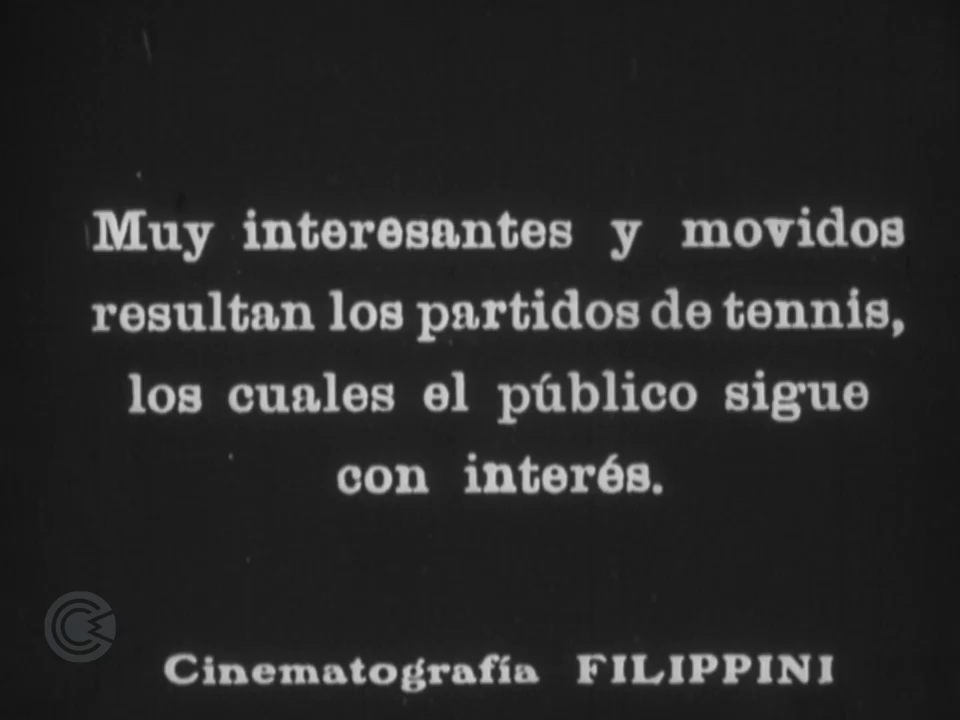 Muy interesantes y movidos
resultan los partidos de tennis,
los cuales el público sigue
con interés.
Cinematografía FILIPPINI